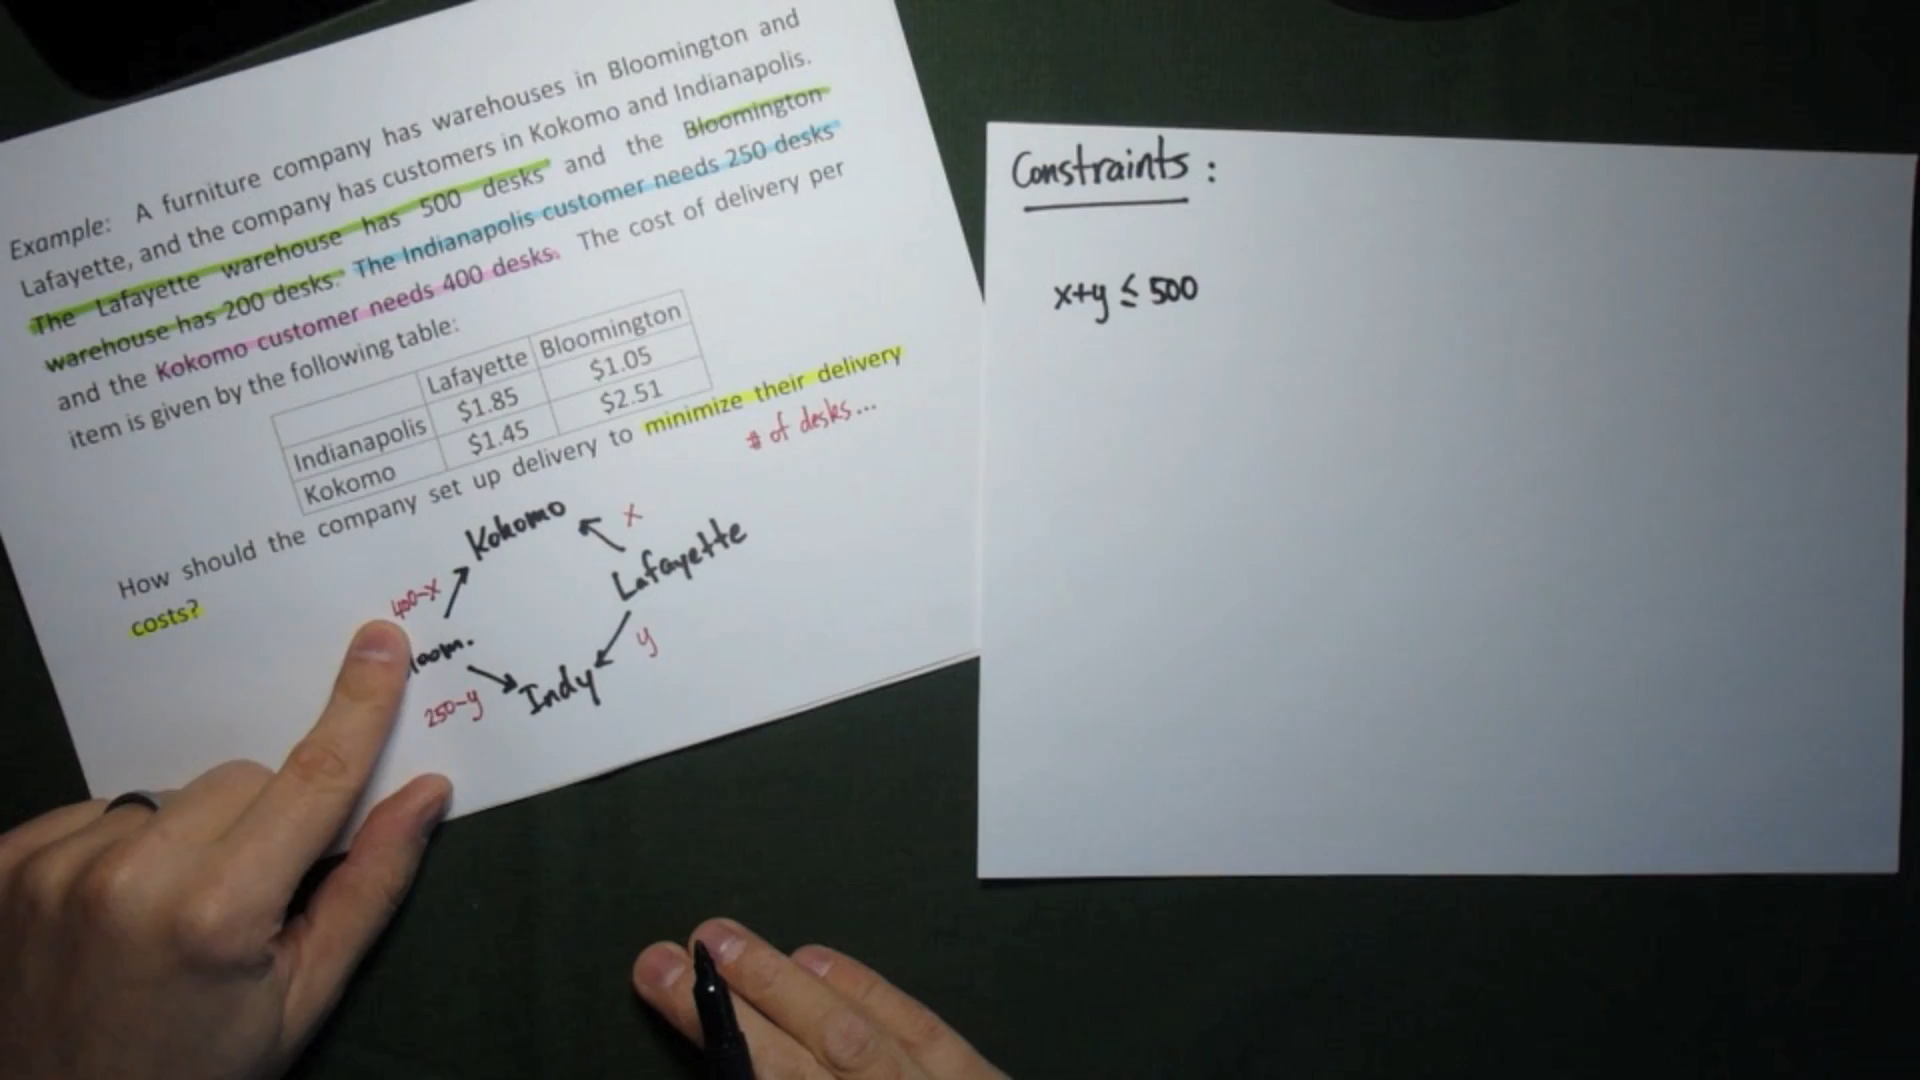 Example: A furniture company has warehouses in Bloomington and
Lafayette, and the company has customers in Kokomo and Indianapolis.
The Lafayette warehouse has 500 desks and the Bloomington
warehouse has 200 desks. The Indianapolis customer needs 250 desks
and the Kokomo customer needs 400 desks. The cost of delivery per
item is given by the following table:
Lafayette Bloomington
Indianapolis $1.85 $1.05
Kokomo $1.45 $2.51
How should the company set up delivery to minimize their delivery
costs?
# of desks...
Kokomo
x
Lafayette
400-x
loom.
y
250-y
Indy
Constraints:
x+y ≤ 500